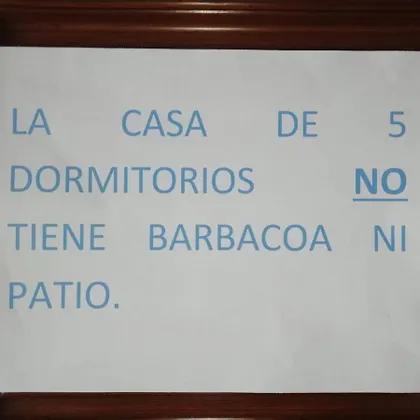 LA CASA DE 5
DORMITORIOS NO
TIENE BARBACOA NI
PATIO.